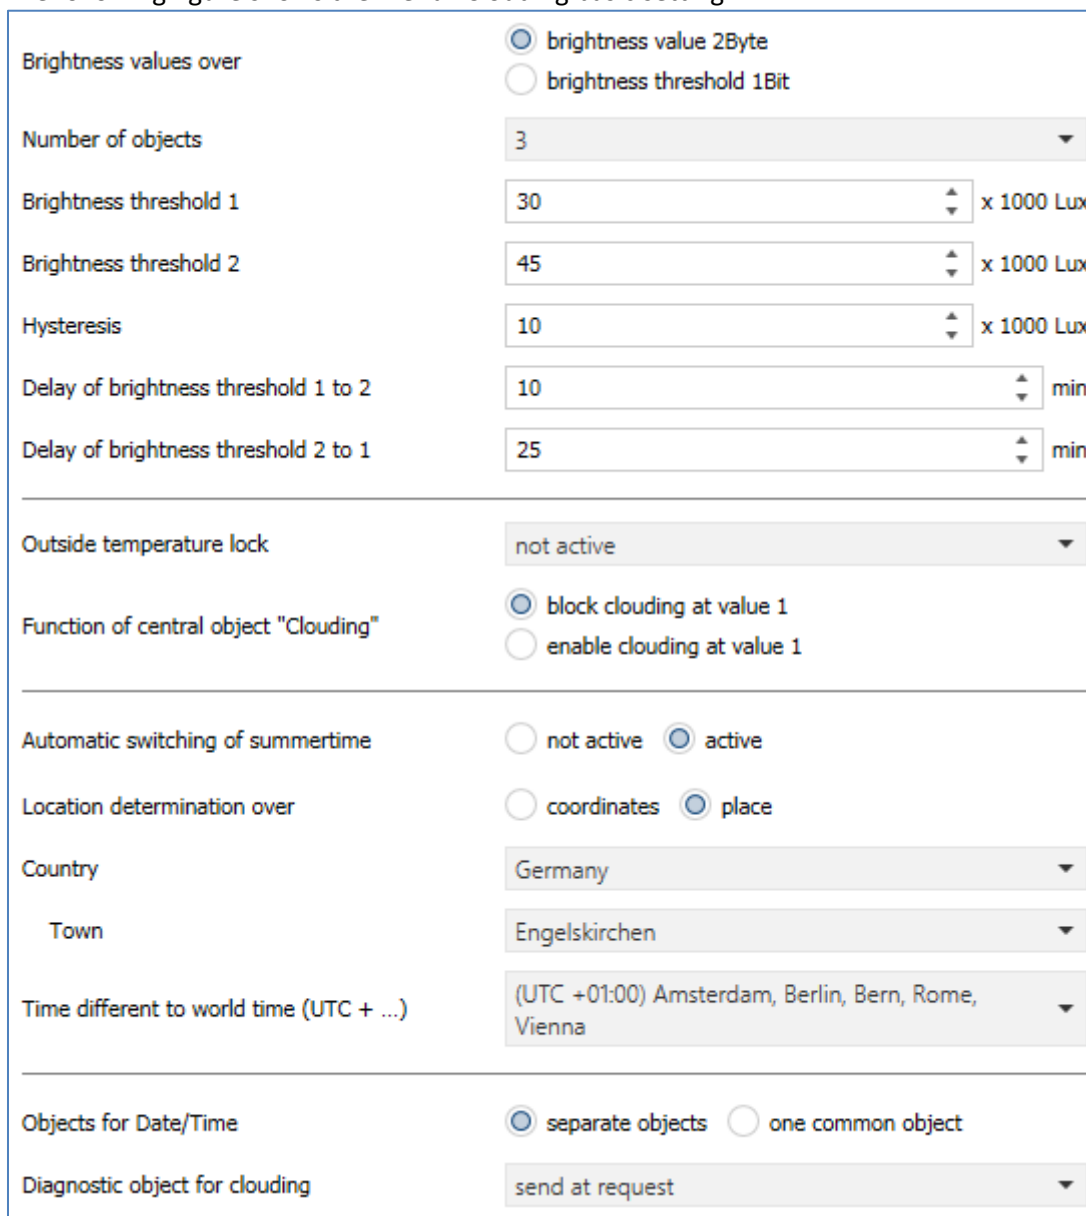 Brightness values over
brightness value 2Byte
brightness threshold 1Bit
Number of objects 3
Brightness threshold 1 30 x 1000 Lux
Brightness threshold 2 45 x 1000 Lux
Hysteresis 10 x 1000 Lux
Delay of brightness threshold 1 to 2 10 min
Delay of brightness threshold 2 to 1 25 min
Outside temperature lock not active
Function of central object "Clouding"
block clouding at value 1
enable clouding at value 1
Automatic switching of summertime not active active
Location determination over coordinates place
Country Germany
Town Engelskirchen
Time different to world time (UTC + ...)
(UTC +01:00) Amsterdam, Berlin, Bern, Rome,
Vienna
Objects for Date/Time separate objects one common object
Diagnostic object for clouding send at request